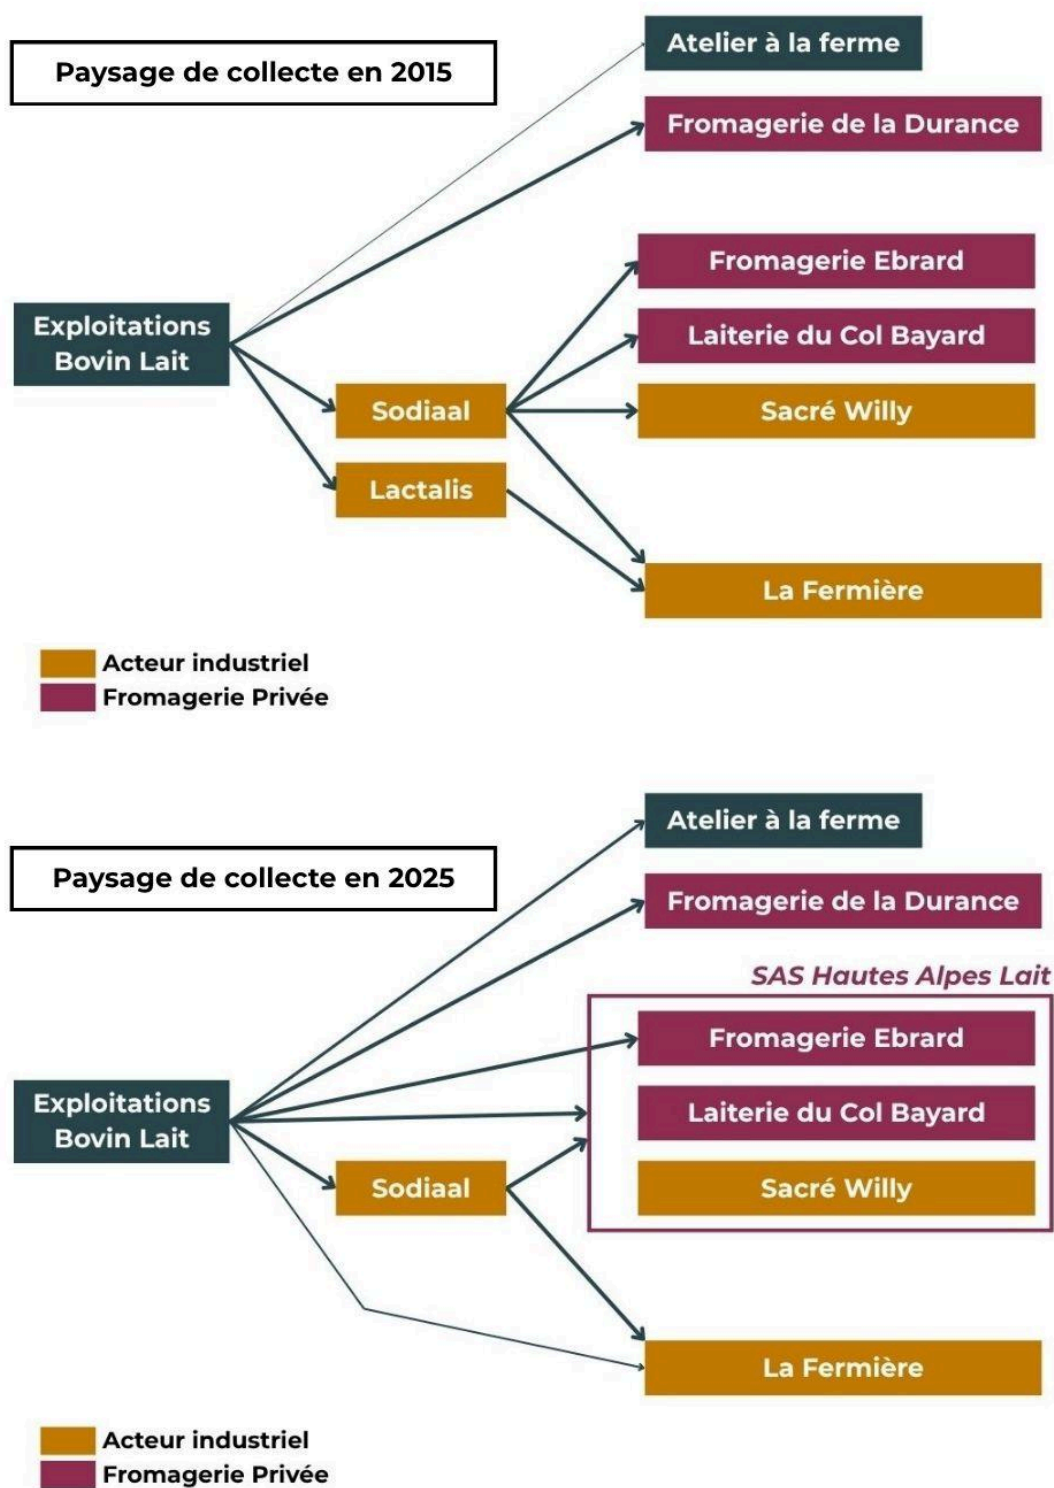 Paysage de collecte en 2015
Atelier à la ferme
Fromagerie de la Durance
Fromagerie Ebrard
Exploitations
Bovin Lait
Laiterie du Col Bayard
Sodiaal
Sacré Willy
Lactalis
La Fermière
Acteur industriel
Fromagerie Privée
Atelier à la ferme
Paysage de collecte en 2025
Fromagerie de la Durance
SAS Hautes Alpes Lait
Fromagerie Ebrard
Exploitations
Bovin Lait
Laiterie du Col Bayard
Sodiaal
Sacré Willy
La Fermière
Acteur industriel
Fromagerie Privée